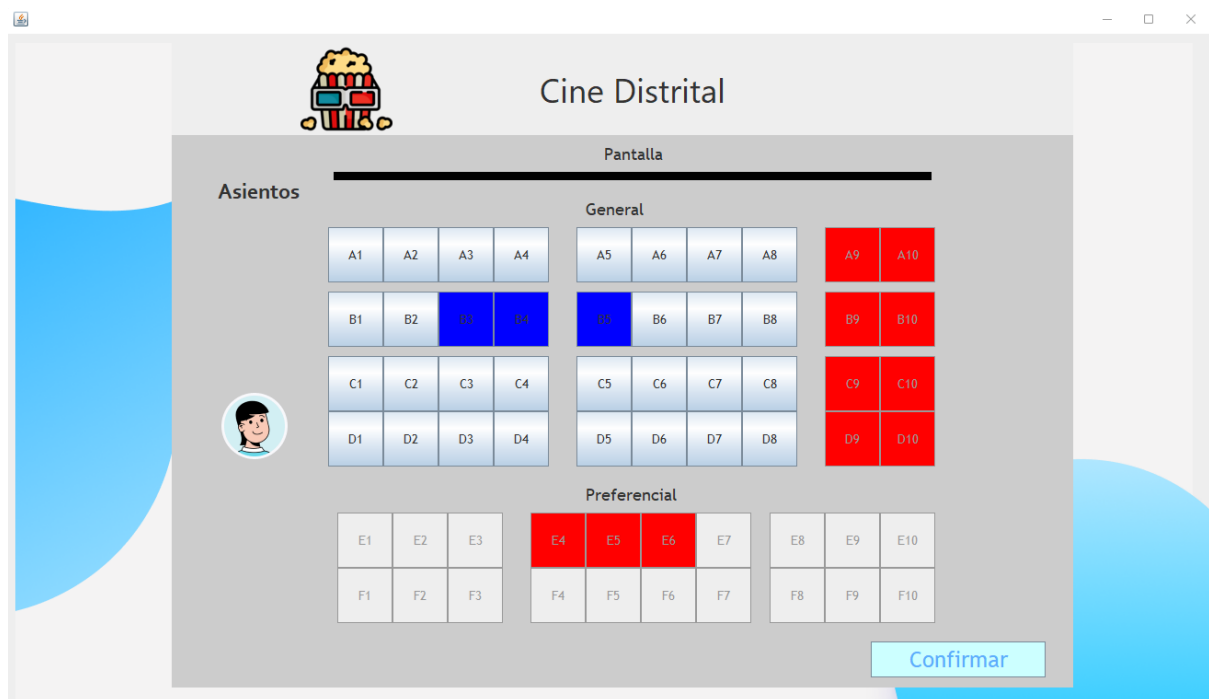 Cine Distrital
Pantalla
Asientos
General
A1 A2 A3 A4 A5 A6 A7 A8 A9 A10
B1 B2 B3 B4 B5 B6 B7 B8 B9 B10
C1 C2 C3 C4 C5 C6 C7 C8 C9 C10
D1 D2 D3 D4 D5 D6 D7 D8 D9 D10
Preferencial
E1 E2 E3 E4 E5 E6 E7 E8 E9 E10
F1 F2 F3 F4 F5 F6 F7 F8 F9 F10
Confirmar